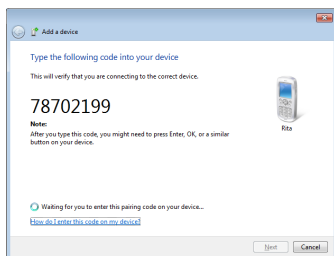 Add a device
Type the following code into your device
This will verify that you are connecting to the correct device.
78702199
Note:
After you type this code, you might need to press Enter, OK, or a similar
button on your device.
Rita
Waiting for you to enter this pairing code on your device...
How do I enter this code on my device?
Next
Cancel